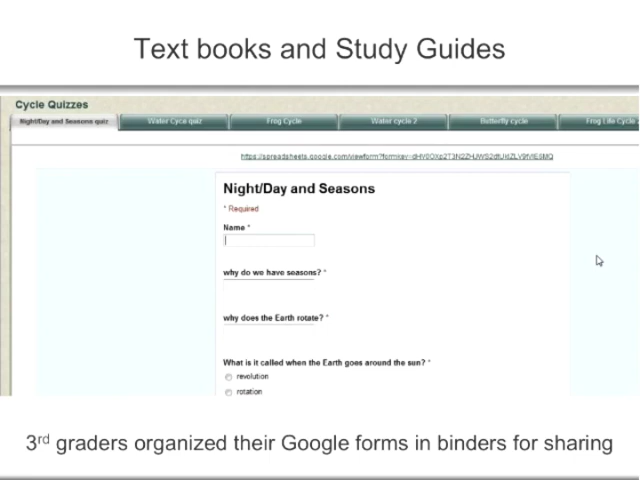 Text books and Study Guides
Cycle Quizzes
Night/Day and Seasons quiz
Water Cyce quiz
Frog Cycle
Water cycle 2
Butterfly cycle
Frog Life Cycle
Night/Day and Seasons
* Required
Name *
why do we have seasons? *
why does the Earth rotate? *
What is it called when the Earth goes around the sun? *
revolution
rotation
3rd graders organized their Google forms in binders for sharing